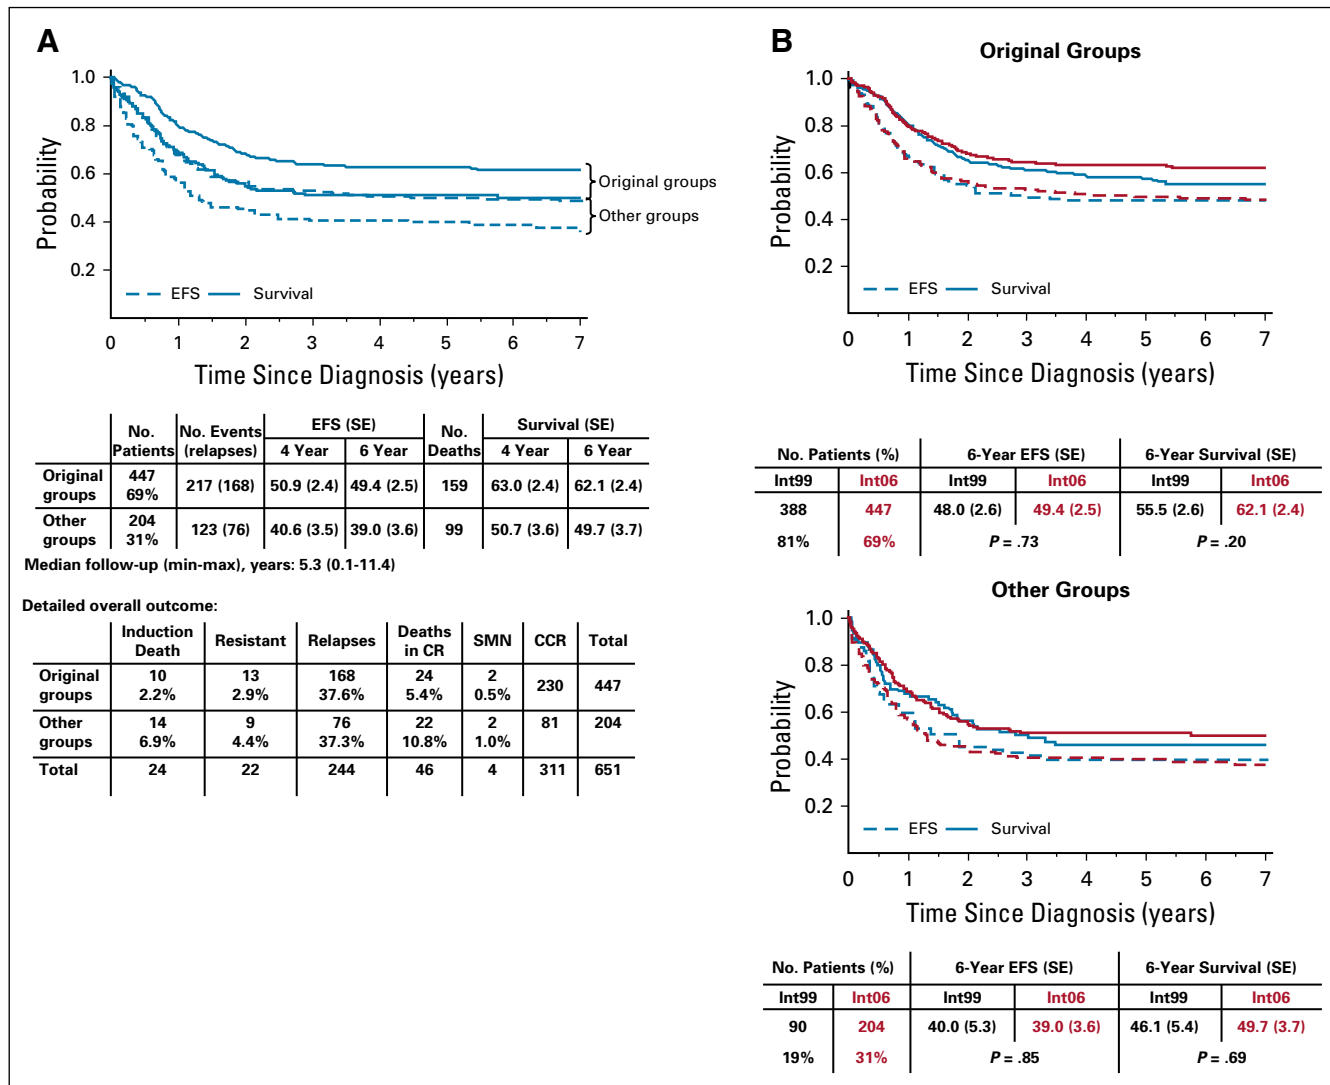 A
1.0
0.8
0.6
0.4
0.2
Probability
Original groups
Other groups
EFS
Survival
0 1 2 3 4 5 6 7
Time Since Diagnosis (years)
No. Patients No. Events (relapses) EFS (SE) No. Deaths Survival (SE)
4 Year 6 Year 4 Year 6 Year
Original groups 447 69% 217 (168) 50.9 (2.4) 49.4 (2.5) 159 63.0 (2.4) 62.1 (2.4)
Other groups 204 31% 123 (76) 40.6 (3.5) 39.0 (3.6) 99 50.7 (3.6) 49.7 (3.7)
Median follow-up (min-max), years: 5.3 (0.1-11.4)
Detailed overall outcome:
Induction Death Resistant Relapses Deaths in CR SMN CCR Total
Original groups 10 2.2% 13 2.9% 168 37.6% 24 5.4% 2 0.5% 230 447
Other groups 14 6.9% 9 4.4% 76 37.3% 22 10.8% 2 1.0% 81 204
Total 24 22 244 46 4 311 651
B
Original Groups
1.0
0.8
0.6
0.4
0.2
Probability
EFS
Survival
0 1 2 3 4 5 6 7
Time Since Diagnosis (years)
No. Patients (%) 6-Year EFS (SE) 6-Year Survival (SE)
Int99 Int06 Int99 Int06 Int99 Int06
388 447 48.0 (2.6) 49.4 (2.5) 55.5 (2.6) 62.1 (2.4)
81% 69% P = .73 P = .20
Other Groups
1.0
0.8
0.6
0.4
0.2
Probability
EFS
Survival
0 1 2 3 4 5 6 7
Time Since Diagnosis (years)
No. Patients (%) 6-Year EFS (SE) 6-Year Survival (SE)
Int99 Int06 Int99 Int06 Int99 Int06
90 204 40.0 (5.3) 39.0 (3.6) 46.1 (5.4) 49.7 (3.7)
19% 31% P = .85 P = .69